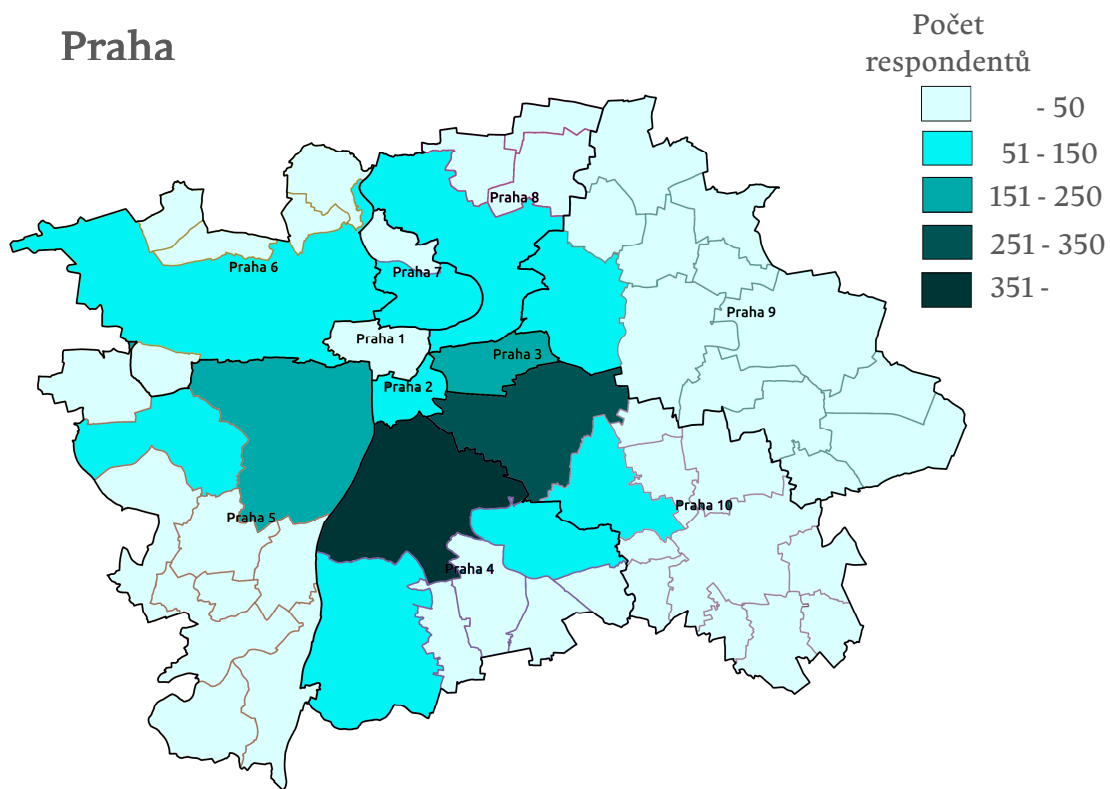 Praha
Počet
respondentů
- 50
51 - 150
151 - 250
251 - 350
351 -
Praha 8
Praha 6
Praha 7
Praha 9
Praha 1
Praha 3
Praha 2
Praha 10
Praha 5
Praha 4